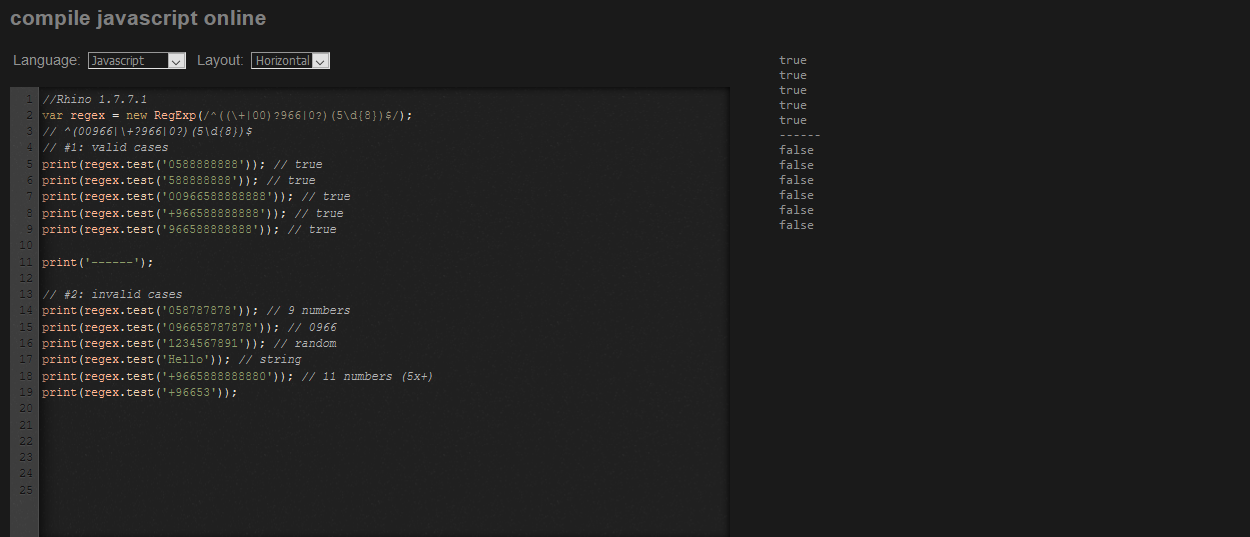 compile javascript online
Language: Javascript Layout: Horizontal
1 //Rhino 1.7.7.1
2 var regex = new RegExp(/^((\+|00)?966|0?)(5\d{8})$/);
3 // ^(00966|\+?966|0?)(5\d{8})$
4 // #1: valid cases
5 print(regex.test('0588888888')); // true
6 print(regex.test('588888888')); // true
7 print(regex.test('00966588888888')); // true
8 print(regex.test('+966588888888')); // true
9 print(regex.test('966588888888')); // true
10
11 print('------');
12
13 // #2: invalid cases
14 print(regex.test('058787878')); // 9 numbers
15 print(regex.test('096658787878')); // 0966
16 print(regex.test('1234567891')); // random
17 print(regex.test('Hello')); // string
18 print(regex.test('+9665888888880')); // 11 numbers (5x+)
19 print(regex.test('+96653'));
20
21
22
23
24
25
true
true
true
true
true
------
false
false
false
false
false
false